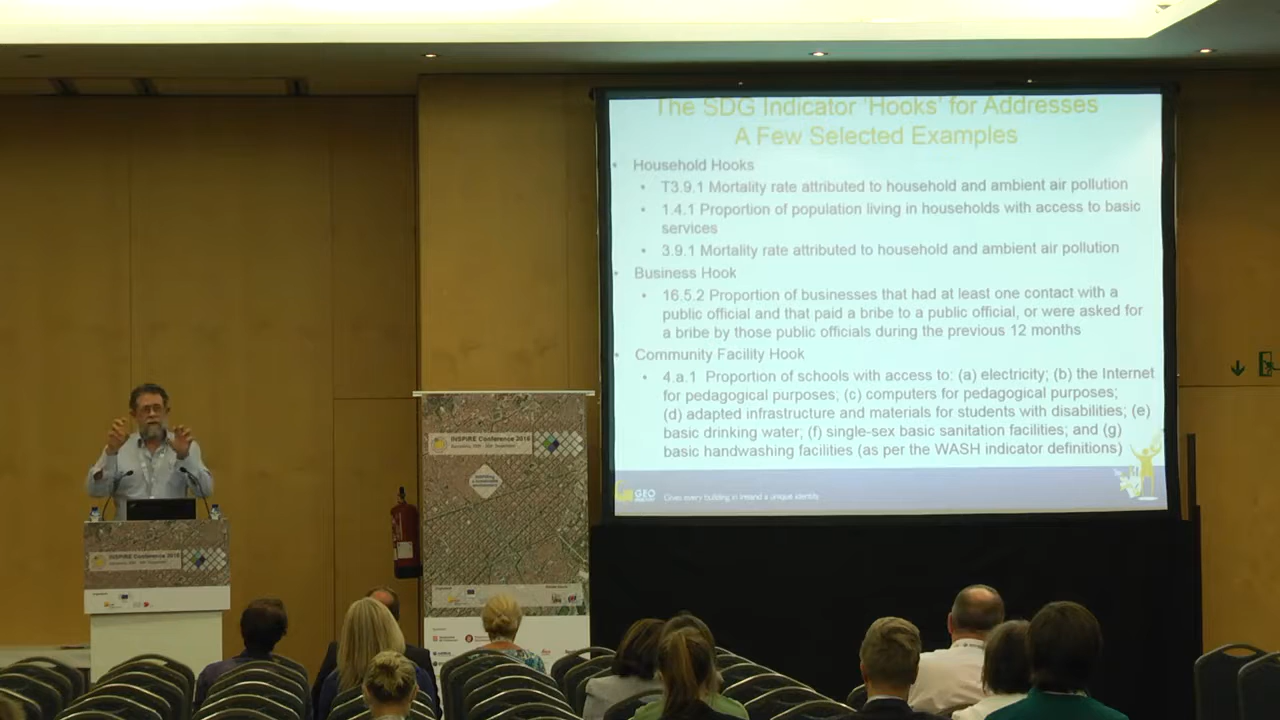 The SDG Indicator 'Hooks' for Addresses
A Few Selected Examples
• Household Hooks
• T3.9.1 Mortality rate attributed to household and ambient air pollution
• 1.4.1 Proportion of population living in households with access to basic
services
• 3.9.1 Mortality rate attributed to household and ambient air pollution
• Business Hook
• 16.5.2 Proportion of businesses that had at least one contact with a
public official and that paid a bribe to a public official, or were asked for
a bribe by those public officials during the previous 12 months
• Community Facility Hook
• 4.a.1 Proportion of schools with access to: (a) electricity; (b) the Internet
for pedagogical purposes; (c) computers for pedagogical purposes;
(d) adapted infrastructure and materials for students with disabilities; (e)
basic drinking water; (f) single-sex basic sanitation facilities; and (g)
basic handwashing facilities (as per the WASH indicator definitions)
GEO
Gives every building in Ireland a unique identity
INSPIRE Conference 2016
INSPIRE Conference 2016